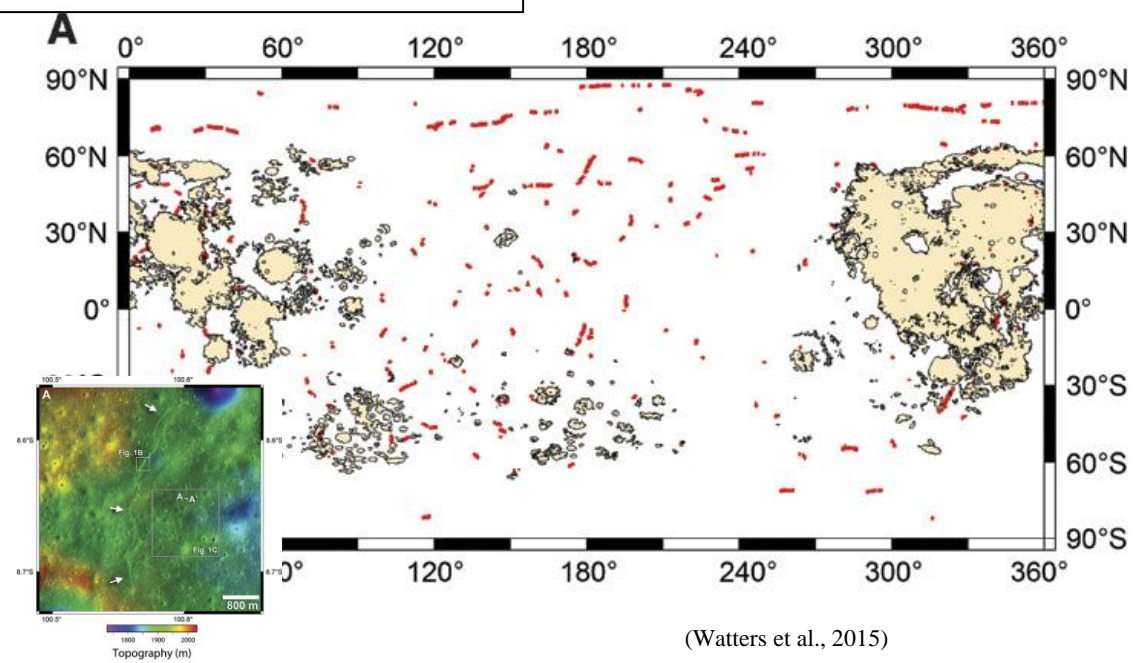 A
0° 60° 120° 180° 240° 300° 360°
90°N 90°N
60°N 60°N
30°N 30°N
0° 0°
30°S
60°S
90°S
0° 120° 180° 240° 300° 360°
100.5° 100.6°
A
8.6°S 8.6°S
Fig. 1B
A - A'
Fig. 1C
8.7°S 8.7°S
800 m
100.5° 100.6°
1800 1900 2000
Topography (m)
(Watters et al., 2015)